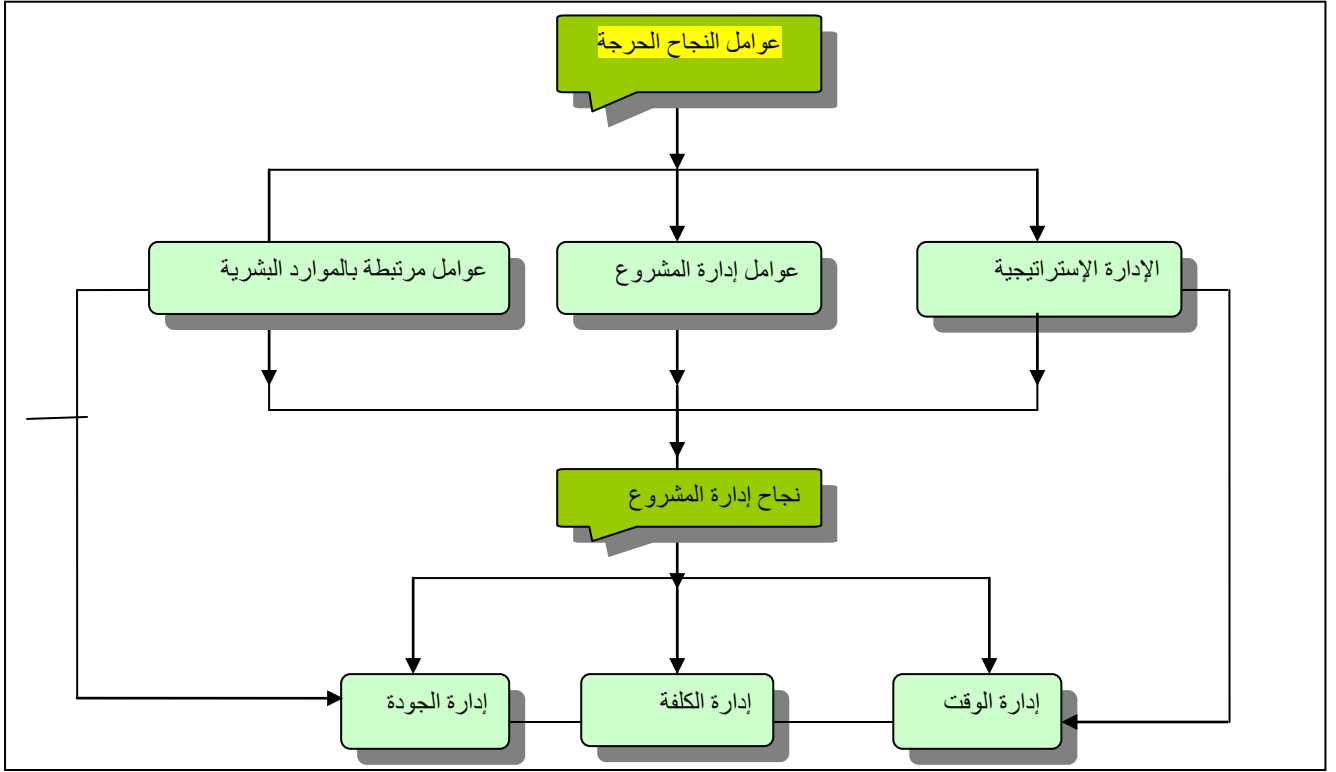 عوامل النجاح الحرجة
الإدارة الإستراتيجية
عوامل إدارة المشروع
عوامل مرتبطة بالموارد البشرية
نجاح إدارة المشروع
إدارة الوقت
إدارة الكلفة
إدارة الجودة